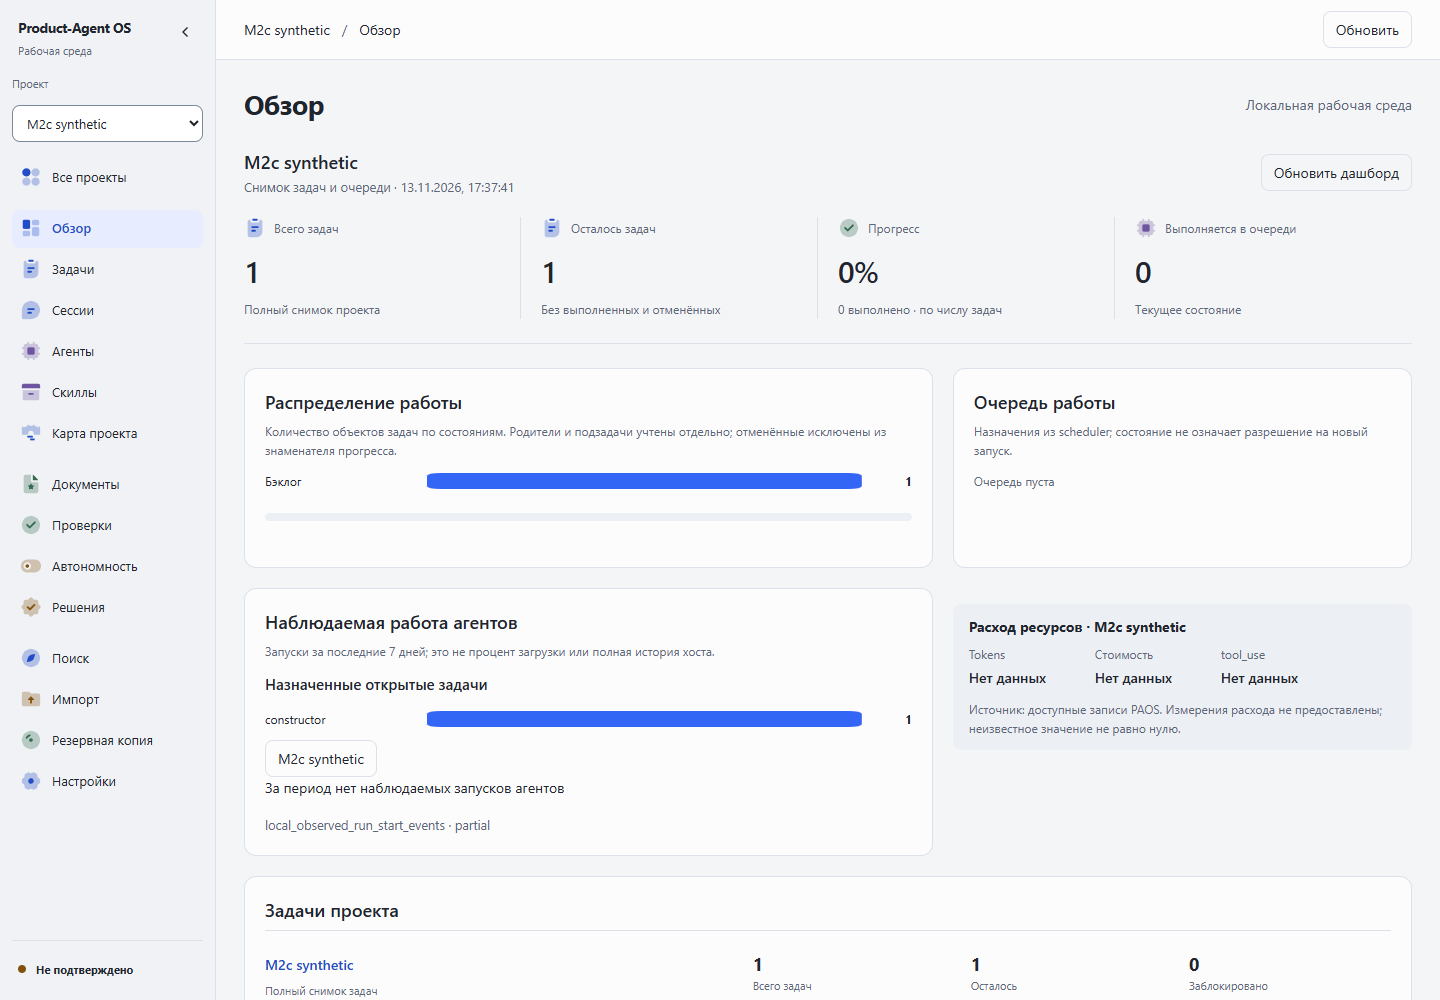 Product-Agent OS
Рабочая среда
Проект
M2c synthetic
Все проекты
Обзор
Задачи
Сессии
Агенты
Скиллы
Карта проекта
Документы
Проверки
Автономность
Решения
Поиск
Импорт
Резервная копия
Настройки
Не подтверждено
M2c synthetic / Обзор
Обновить
Обзор
Локальная рабочая среда
M2c synthetic
Снимок задач и очереди · 13.11.2026, 17:37:41
Обновить дашборд
Всего задач
1
Полный снимок проекта
Осталось задач
1
Без выполненных и отменённых
Прогресс
0%
0 выполнено · по числу задач
Выполняется в очереди
0
Текущее состояние
Распределение работы
Количество объектов задач по состояниям. Родители и подзадачи учтены отдельно; отменённые исключены из
знаменателя прогресса.
Бэклог 1
Очередь работы
Назначения из scheduler; состояние не означает разрешение на новый
запуск.
Очередь пуста
Наблюдаемая работа агентов
Запуски за последние 7 дней; это не процент загрузки или полная история хоста.
Назначенные открытые задачи
constructor 1
M2c synthetic
За период нет наблюдаемых запусков агентов
local_observed_run_start_events · partial
Расход ресурсов · M2c synthetic
Tokens Стоимость tool_use
Нет данных Нет данных Нет данных
Источник: доступные записи PAOS. Измерения расхода не предоставлены;
неизвестное значение не равно нулю.
Задачи проекта
M2c synthetic 1 1 0
Полный снимок задач Всего задач Осталось Заблокировано